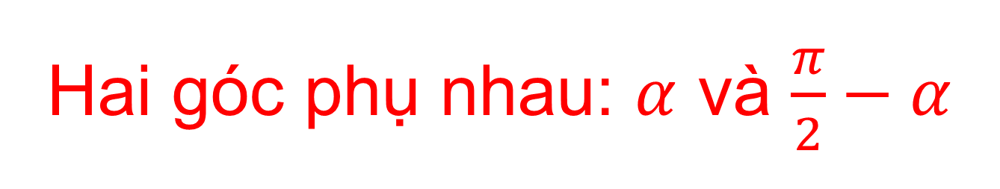 Hai góc phụ nhau: 𝛼 và 𝜋/2 − 𝛼